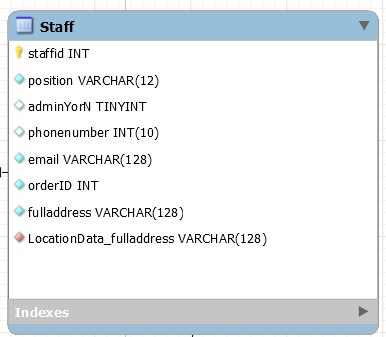 Staff
staffid INT
position VARCHAR(12)
adminYorN TINYINT
phonenumber INT(10)
email VARCHAR(128)
orderID INT
fulladdress VARCHAR(128)
LocationData_fulladdress VARCHAR(128)
Indexes